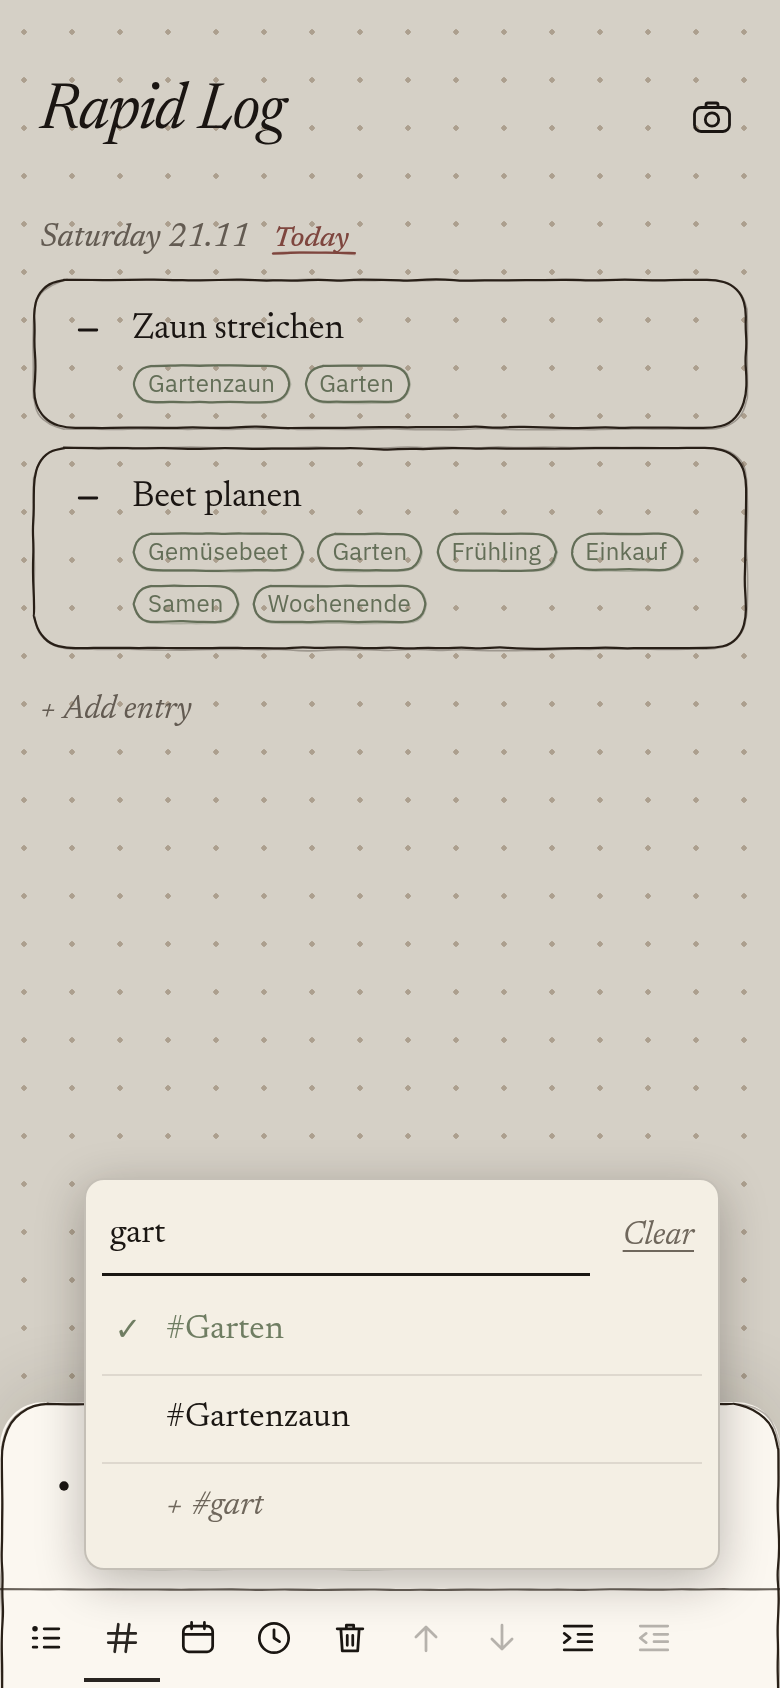 Rapid Log
Saturday 21.11 Today
– Zaun streichen
Gartenzaun Garten
– Beet planen
Gemüsebeet Garten Frühling Einkauf
Samen Wochenende
+ Add entry
gart Clear
✓ #Garten
#Gartenzaun
+ #gart